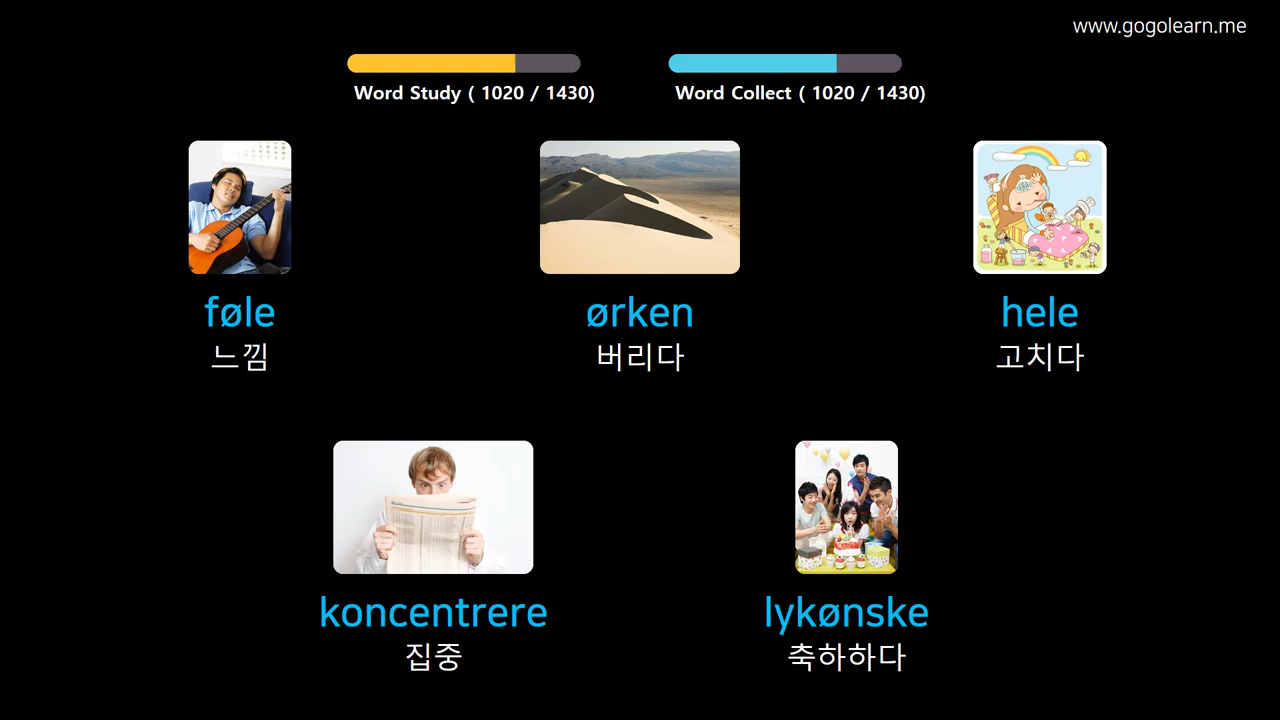 www.gogolearn.me
Word Study ( 1020 / 1430)
Word Collect ( 1020 / 1430)
føle
느낌
ørken
버리다
hele
고치다
koncentrere
집중
lykønske
축하하다